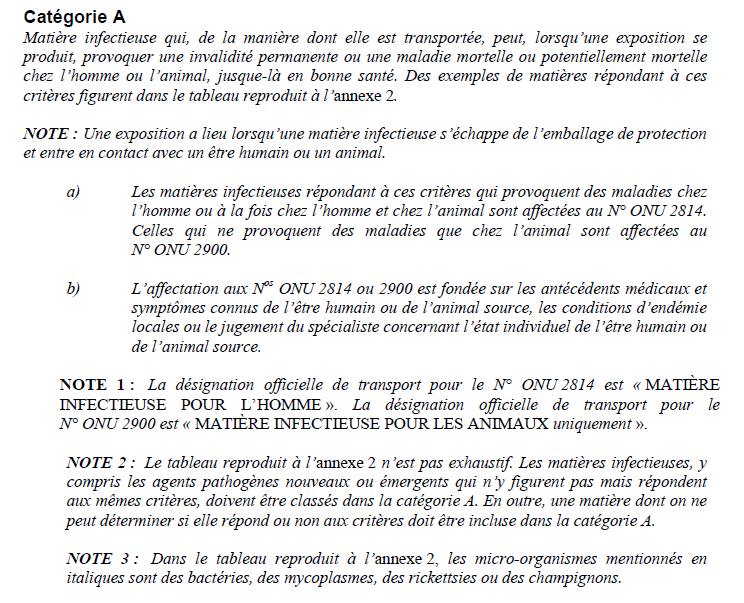 Catégorie A
Matière infectieuse qui, de la manière dont elle est transportée, peut, lorsqu’une exposition se
produit, provoquer une invalidité permanente ou une maladie mortelle ou potentiellement mortelle
chez l’homme ou l’animal, jusque-là en bonne santé. Des exemples de matières répondant à ces
critères figurent dans le tableau reproduit à l’annexe 2.
NOTE : Une exposition a lieu lorsqu’une matière infectieuse s’échappe de l’emballage de protection
et entre en contact avec un être humain ou un animal.
a) Les matières infectieuses répondant à ces critères qui provoquent des maladies chez
l’homme ou à la fois chez l’homme et chez l’animal sont affectées au N° ONU 2814.
Celles qui ne provoquent des maladies que chez l’animal sont affectées au
N° ONU 2900.
b) L’affectation aux Nos ONU 2814 ou 2900 est fondée sur les antécédents médicaux et
symptômes connus de l’être humain ou de l’animal source, les conditions d’endémie
locales ou le jugement du spécialiste concernant l’état individuel de l’être humain ou
de l’animal source.
NOTE 1 : La désignation officielle de transport pour le N° ONU 2814 est « MATIÈRE
INFECTIEUSE POUR L’HOMME ». La désignation officielle de transport pour le
N° ONU 2900 est « MATIÈRE INFECTIEUSE POUR LES ANIMAUX uniquement ».
NOTE 2 : Le tableau reproduit à l’annexe 2 n’est pas exhaustif. Les matières infectieuses, y
compris les agents pathogènes nouveaux ou émergents qui n’y figurent pas mais répondent
aux mêmes critères, doivent être classés dans la catégorie A. En outre, une matière dont on ne
peut déterminer si elle répond ou non aux critères doit être incluse dans la catégorie A.
NOTE 3 : Dans le tableau reproduit à l’annexe 2, les micro-organismes mentionnés en
italiques sont des bactéries, des mycoplasmes, des rickettsies ou des champignons.